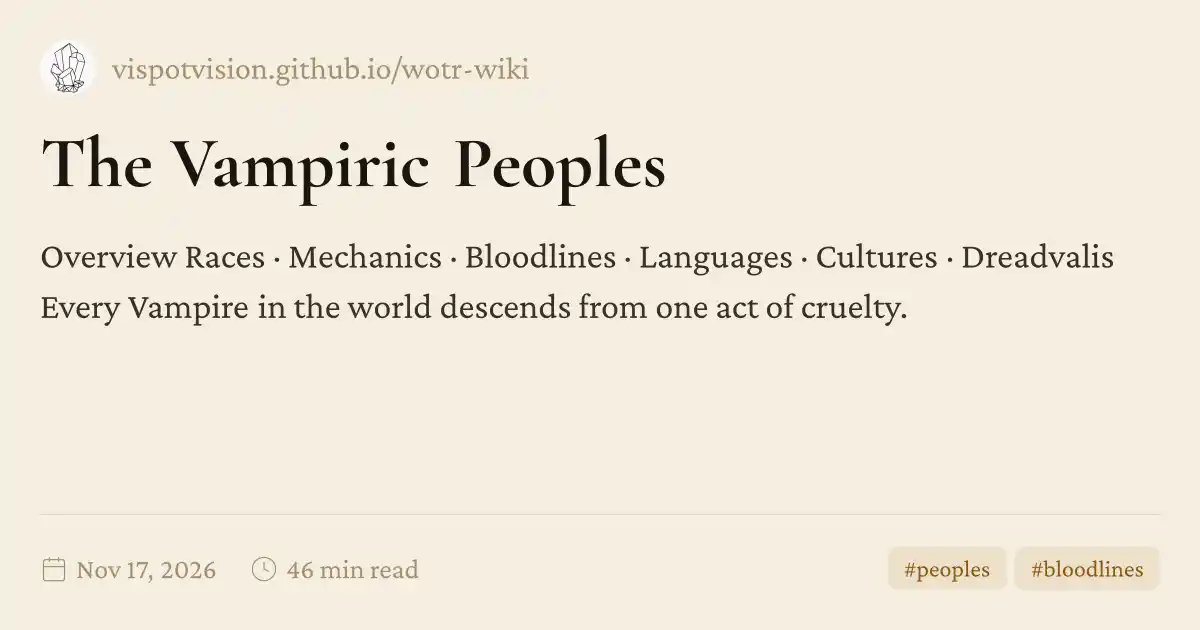 vispotvision.github.io/wotr-wiki
The Vampiric Peoples
Overview Races · Mechanics · Bloodlines · Languages · Cultures · Dreadvalis
Every Vampire in the world descends from one act of cruelty.
Nov 17, 2026
46 min read
#peoples
#bloodlines